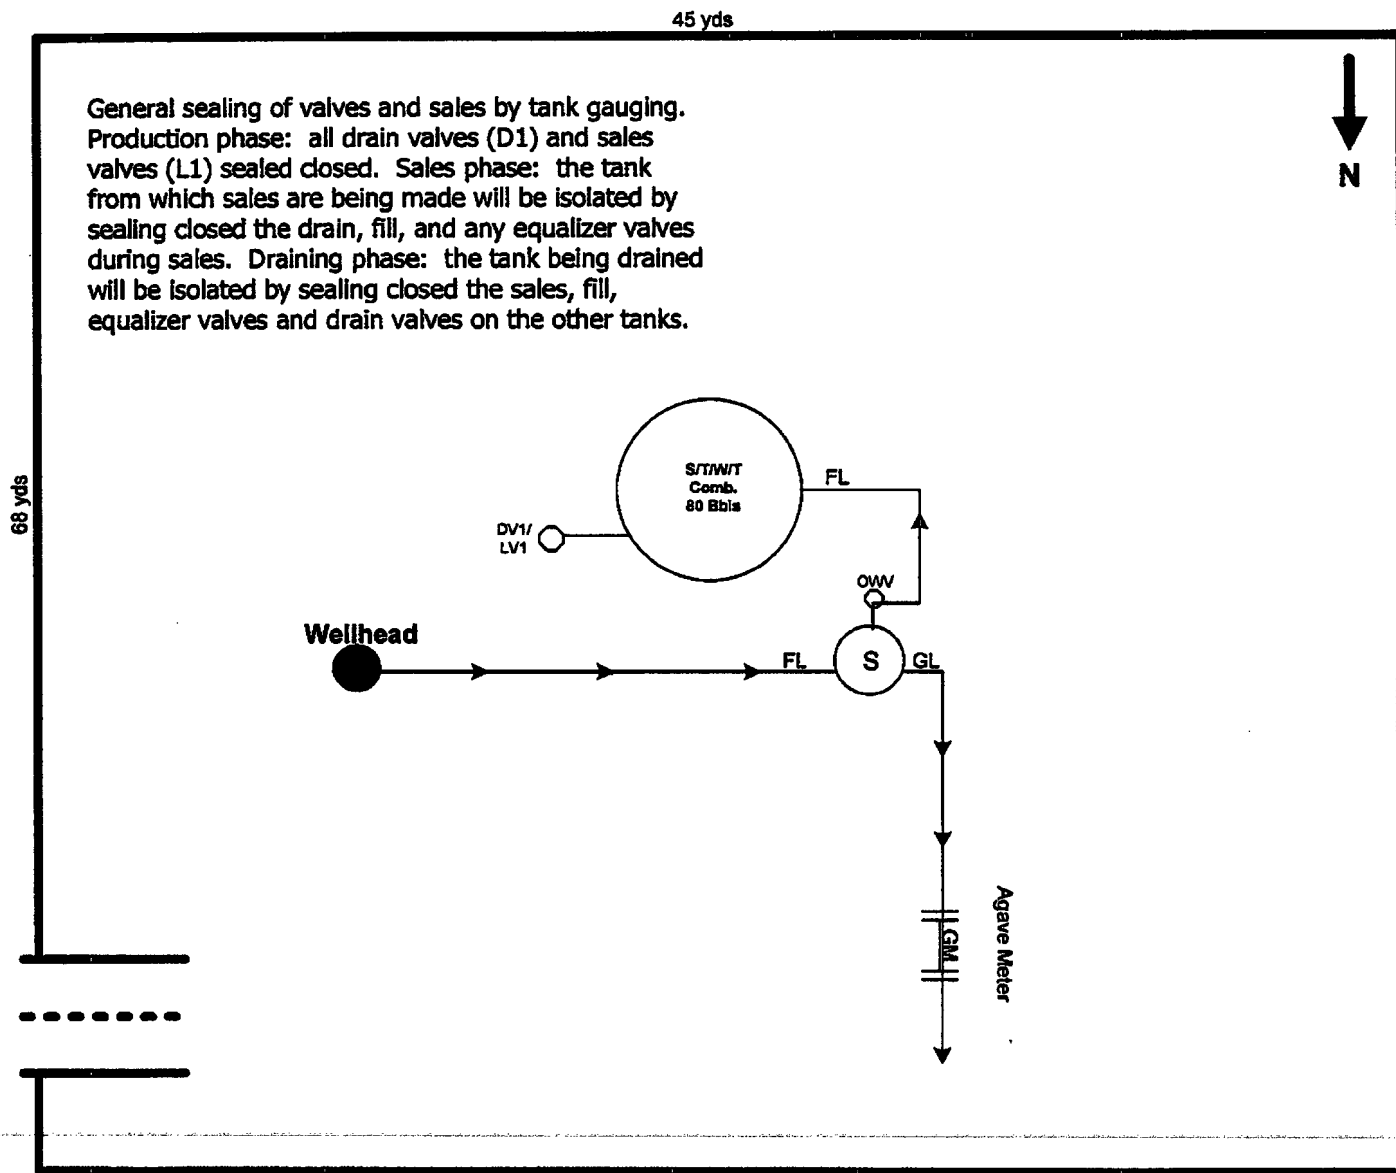 45 yds
General sealing of valves and sales by tank gauging.
Production phase: all drain valves (D1) and sales
valves (L1) sealed closed. Sales phase: the tank
from which sales are being made will be isolated by
sealing closed the drain, fill, and any equalizer valves
during sales. Draining phase: the tank being drained
will be isolated by sealing closed the sales, fill,
equalizer valves and drain valves on the other tanks.
N
68 yds
S/T/W/T
Comb.
80 Bbls
FL
DV1/
LV1
OWV
Wellhead
FL
S
GL
GM
Agave Meter